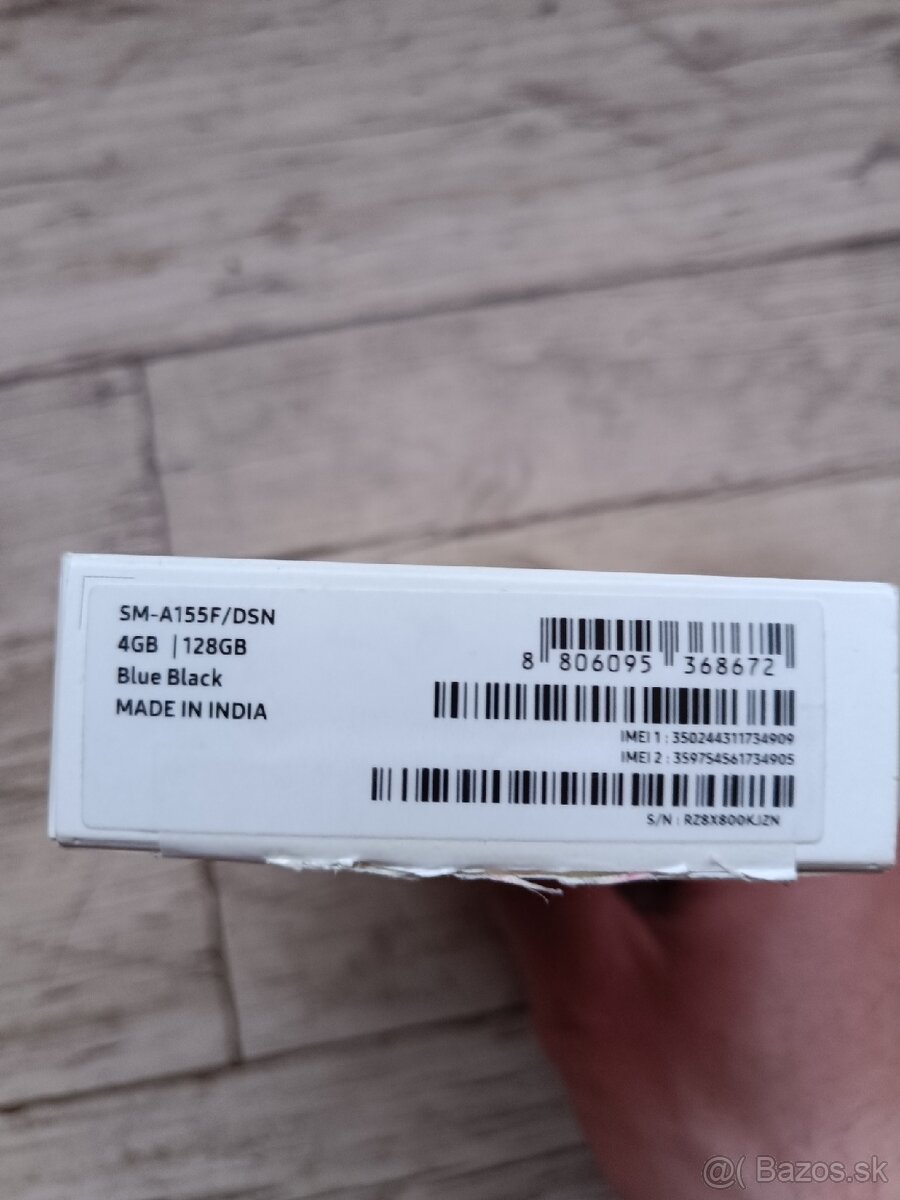 SM-A155F/DSN
4GB | 128GB
Blue Black
MADE IN INDIA
8 806095 368672
IMEI 1 : 350244311734909
IMEI 2 : 359754561734905
S/N : RZ8X800KJZN
@( Bazos.sk